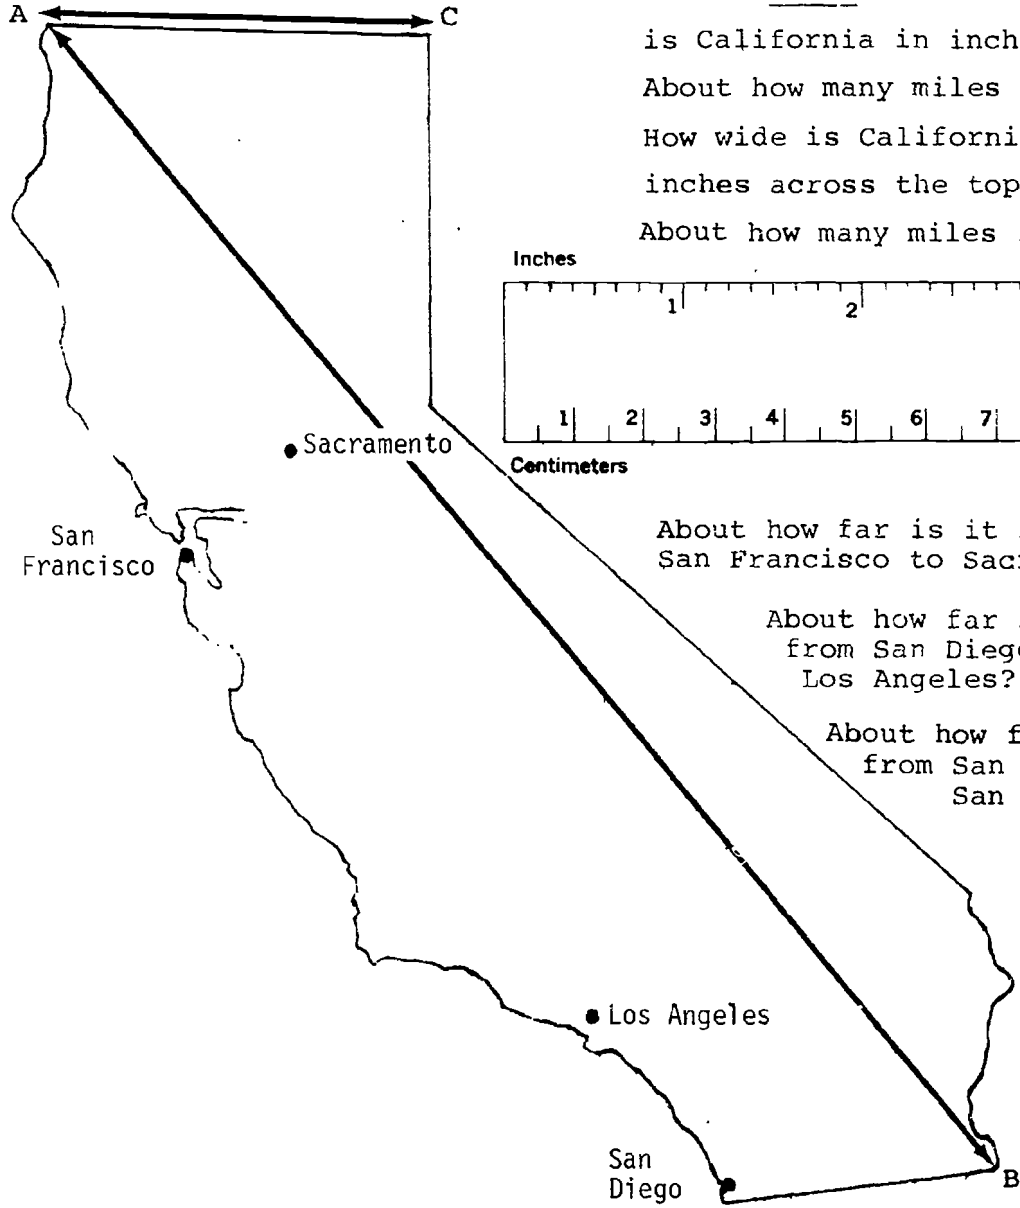 A
C
is California in inch
About how many miles
How wide is Californi
inches across the top
About how many miles
Inches
1
2
1 2 3 4 5 6 7
Centimeters
Sacramento
San
Francisco
About how far is it
San Francisco to Sac
About how far
from San Diego
Los Angeles?
About how f
from San
San
Los Angeles
San
Diego
B